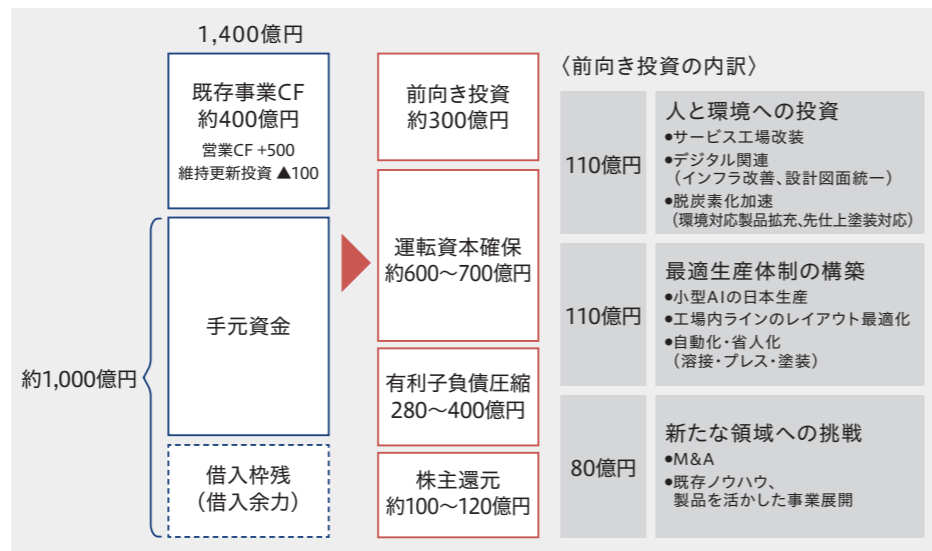 1,400億円
既存事業CF
約400億円
営業CF +500
維持更新投資 ▲100
約1,000億円
手元資金
借入枠残
(借入余力)
前向き投資
約300億円
運転資本確保
約600~700億円
有利子負債圧縮
280~400億円
株主還元
約100~120億円
〈前向き投資の内訳〉
110億円
人と環境への投資
●サービス工場改装
●デジタル関連
(インフラ改善、設計図面統一)
●脱炭素化加速
(環境対応製品拡充、先仕上塗装対応)
110億円
最適生産体制の構築
●小型AIの日本生産
●工場内ラインのレイアウト最適化
●自動化・省人化
(溶接・プレス・塗装)
80億円
新たな領域への挑戦
●M&A
●既存ノウハウ、
製品を活かした事業展開